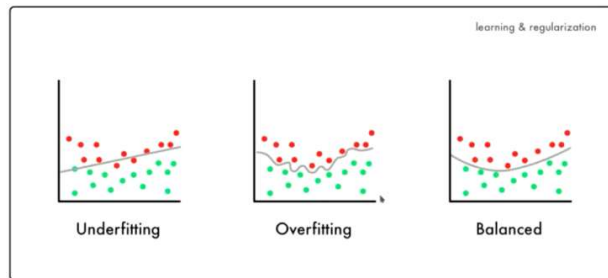 learning & regularization
Underfitting
Overfitting
Balanced